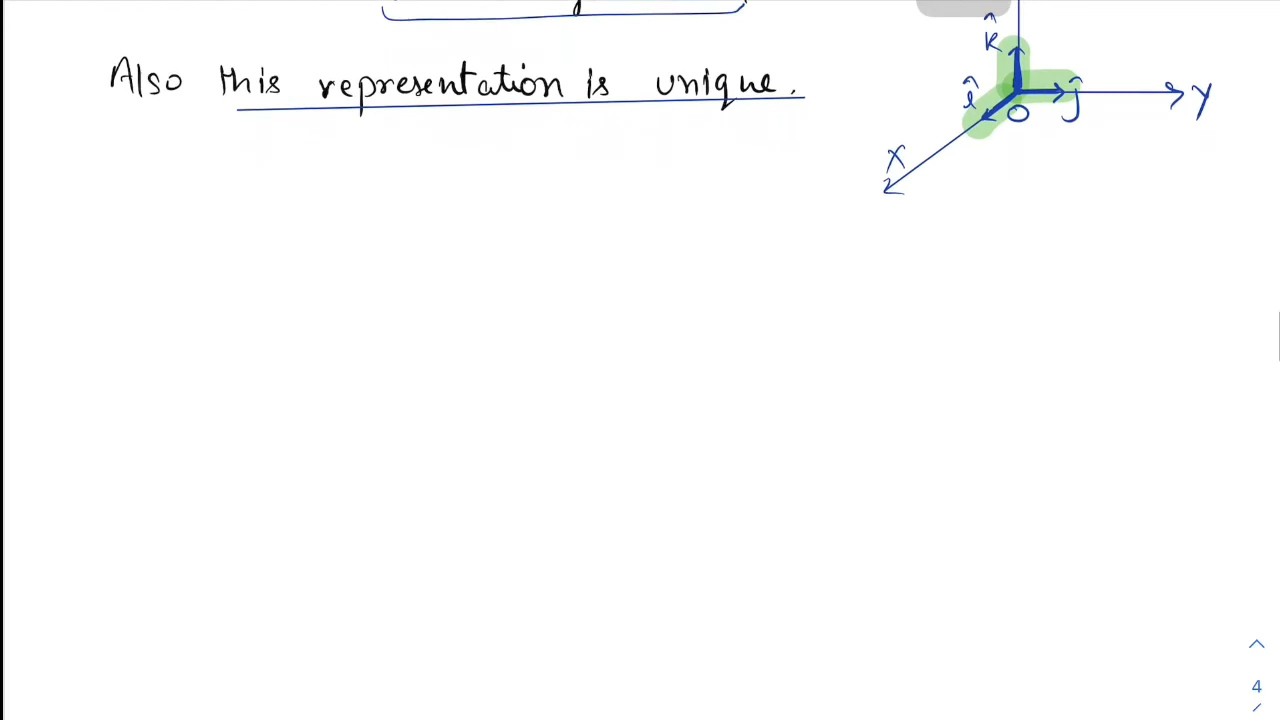 k̂
Also this representation is unique.
î
ĵ
O
Y
X
4